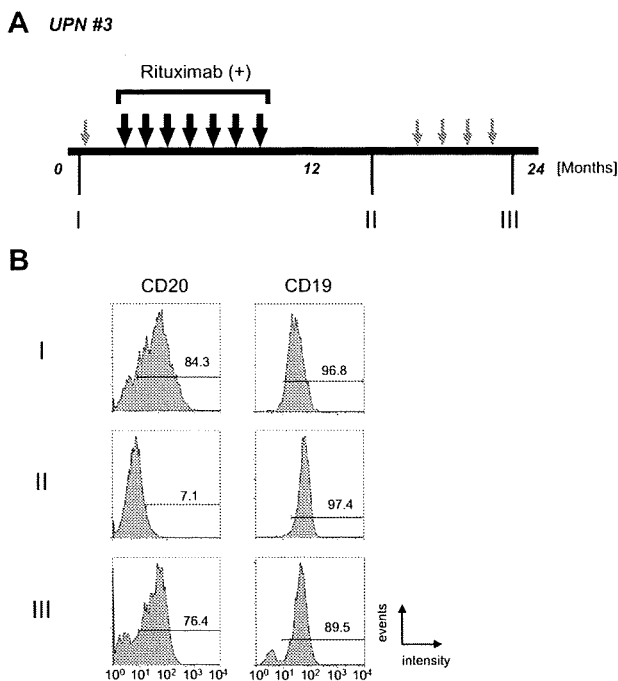 A UPN #3
Rituximab (+)
0 12 24 [Months]
I II III
B
CD20 CD19
I 84.3 96.8
II 7.1 97.4
III 76.4 89.5
events
intensity
10⁰ 10¹ 10² 10³ 10⁴ 10⁰ 10¹ 10² 10³ 10⁴